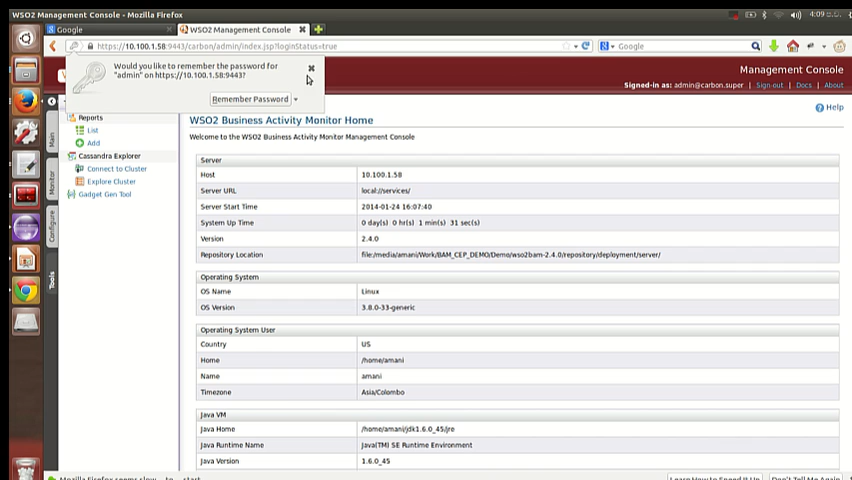 WSO2 Management Console - Mozilla Firefox
4:09
Google
WSO2 Management Console
https://10.100.1.58:9443/carbon/admin/index.jsp?loginStatus=true
Google
Would you like to remember the password for
"admin" on https://10.100.1.58:9443?
Remember Password
Management Console
Signed-in as: admin@carbon.super
Sign-out
Docs
About
Help
Main
Monitor
Configure
Tools
Reports
List
Add
Cassandra Explorer
Connect to Cluster
Explore Cluster
Gadget Gen Tool
WSO2 Business Activity Monitor Home
Welcome to the WSO2 Business Activity Monitor Management Console
Server
Host 10.100.1.58
Server URL local://services/
Server Start Time 2014-01-24 16:07:40
System Up Time 0 day(s) 0 hr(s) 1 min(s) 31 sec(s)
Version 2.4.0
Repository Location file:/media/amani/Work/BAM_CEP_DEMO/Demo/wso2bam-2.4.0/repository/deployment/server/
Operating System
OS Name Linux
OS Version 3.8.0-33-generic
Operating System User
Country US
Home /home/amani
Name amani
Timezone Asia/Colombo
Java VM
Java Home /home/amani/jdk1.6.0_45/jre
Java Runtime Name Java(TM) SE Runtime Environment
Java Version 1.6.0_45
Mozilla Firefox seems slow... to... start.
Learn How to Speed It Up
Don't Tell Me Again